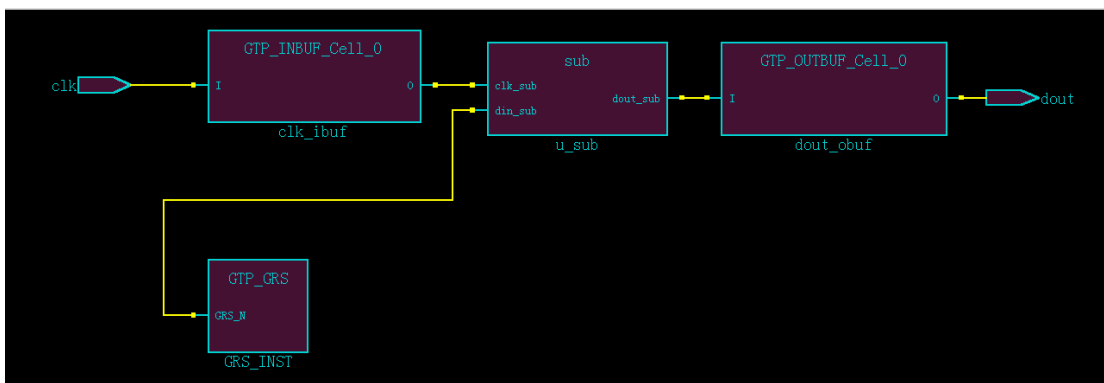 GTP_INBUF_Cell_0
sub
GTP_OUTBUF_Cell_0
clk
I
O
clk_sub
dout_sub
I
O
dout
din_sub
clk_ibuf
u_sub
dout_obuf
GTP_GRS
GRS_N
GRS_INST